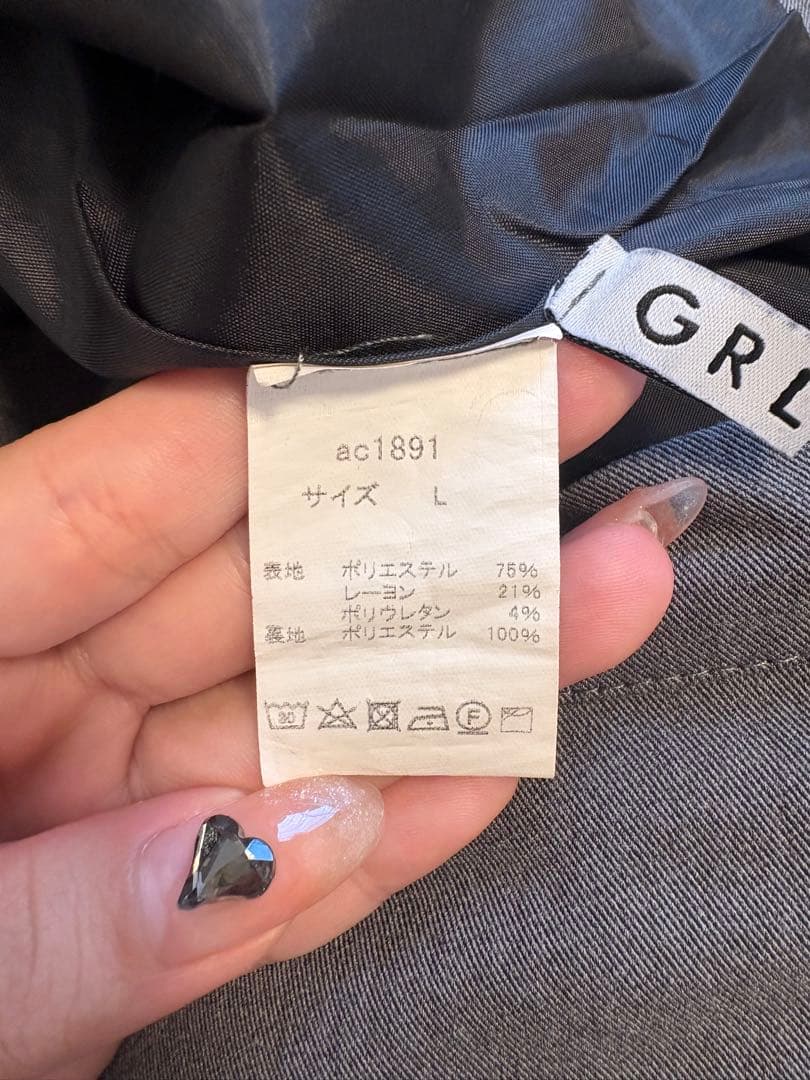 GRL
ac1891
サイズ L
表地 ポリエステル 75%
レーヨン 21%
ポリウレタン 4%
裏地 ポリエステル 100%
30
F